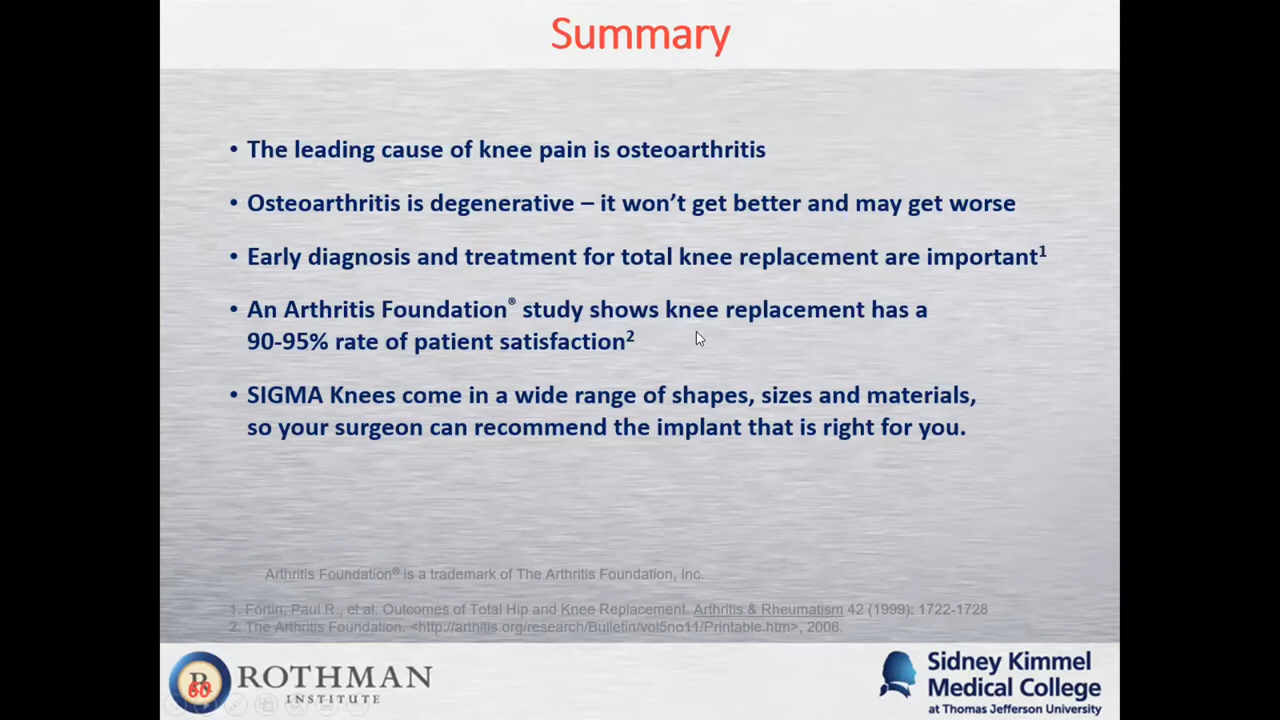 Summary
• The leading cause of knee pain is osteoarthritis
• Osteoarthritis is degenerative – it won’t get better and may get worse
• Early diagnosis and treatment for total knee replacement are important1
• An Arthritis Foundation® study shows knee replacement has a
90-95% rate of patient satisfaction2
• SIGMA Knees come in a wide range of shapes, sizes and materials,
so your surgeon can recommend the implant that is right for you.
Arthritis Foundation® is a trademark of The Arthritis Foundation, Inc.
1. Fortin, Paul R., et al. Outcomes of Total Hip and Knee Replacement. Arthritis & Rheumatism 42 (1999): 1722-1728
2. The Arthritis Foundation. <http://arthitis.org/research/Bulletin/vol5no11/Printable.htm>, 2006.
R
60
ROTHMAN
INSTITUTE
Sidney Kimmel
Medical College
at Thomas Jefferson University